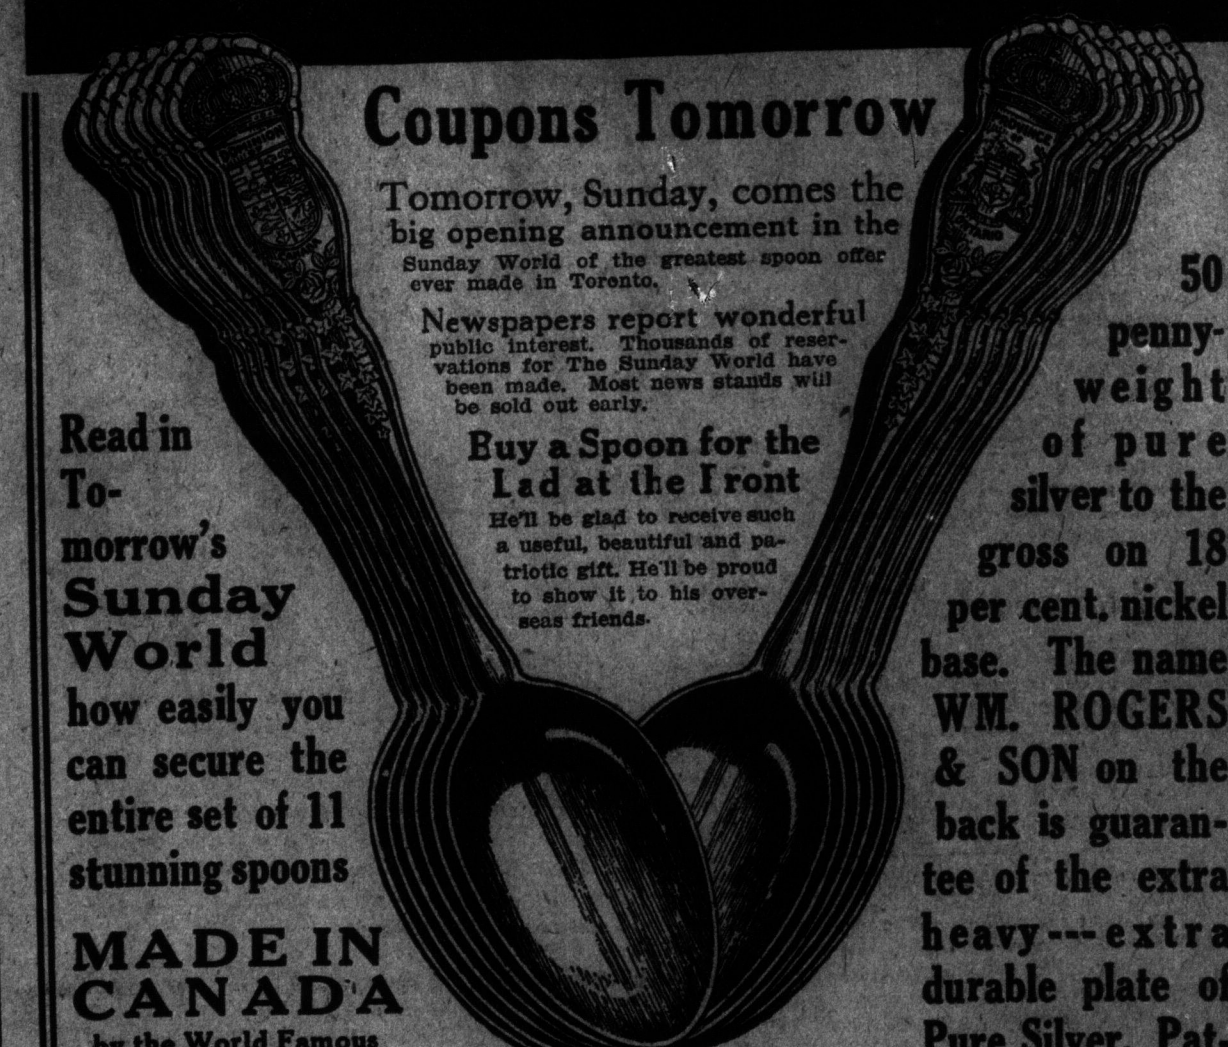 Coupons Tomorrow
Tomorrow, Sunday, comes the
big opening announcement in the
Sunday World of the greatest spoon offer
ever made in Toronto.
Newspapers report wonderful
public interest. Thousands of reser-
vations for The Sunday World have
been made. Most news stands will
be sold out early.
Buy a Spoon for the
Lad at the Front
He'll be glad to receive such
a useful, beautiful and pa-
triotic gift. He'll be proud
to show it to his over-
seas friends.
Read in
To-
morrow's
Sunday
World
how easily you
can secure the
entire set of 11
stunning spoons
MADE IN
CANADA
by the World Famous
50
penny-
weight
of pure
silver to the
gross on 18
per cent. nickel
base. The name
WM. ROGERS
& SON on the
back is guaran-
tee of the extra
heavy---extra
durable plate of
Pure Silver. Pat-